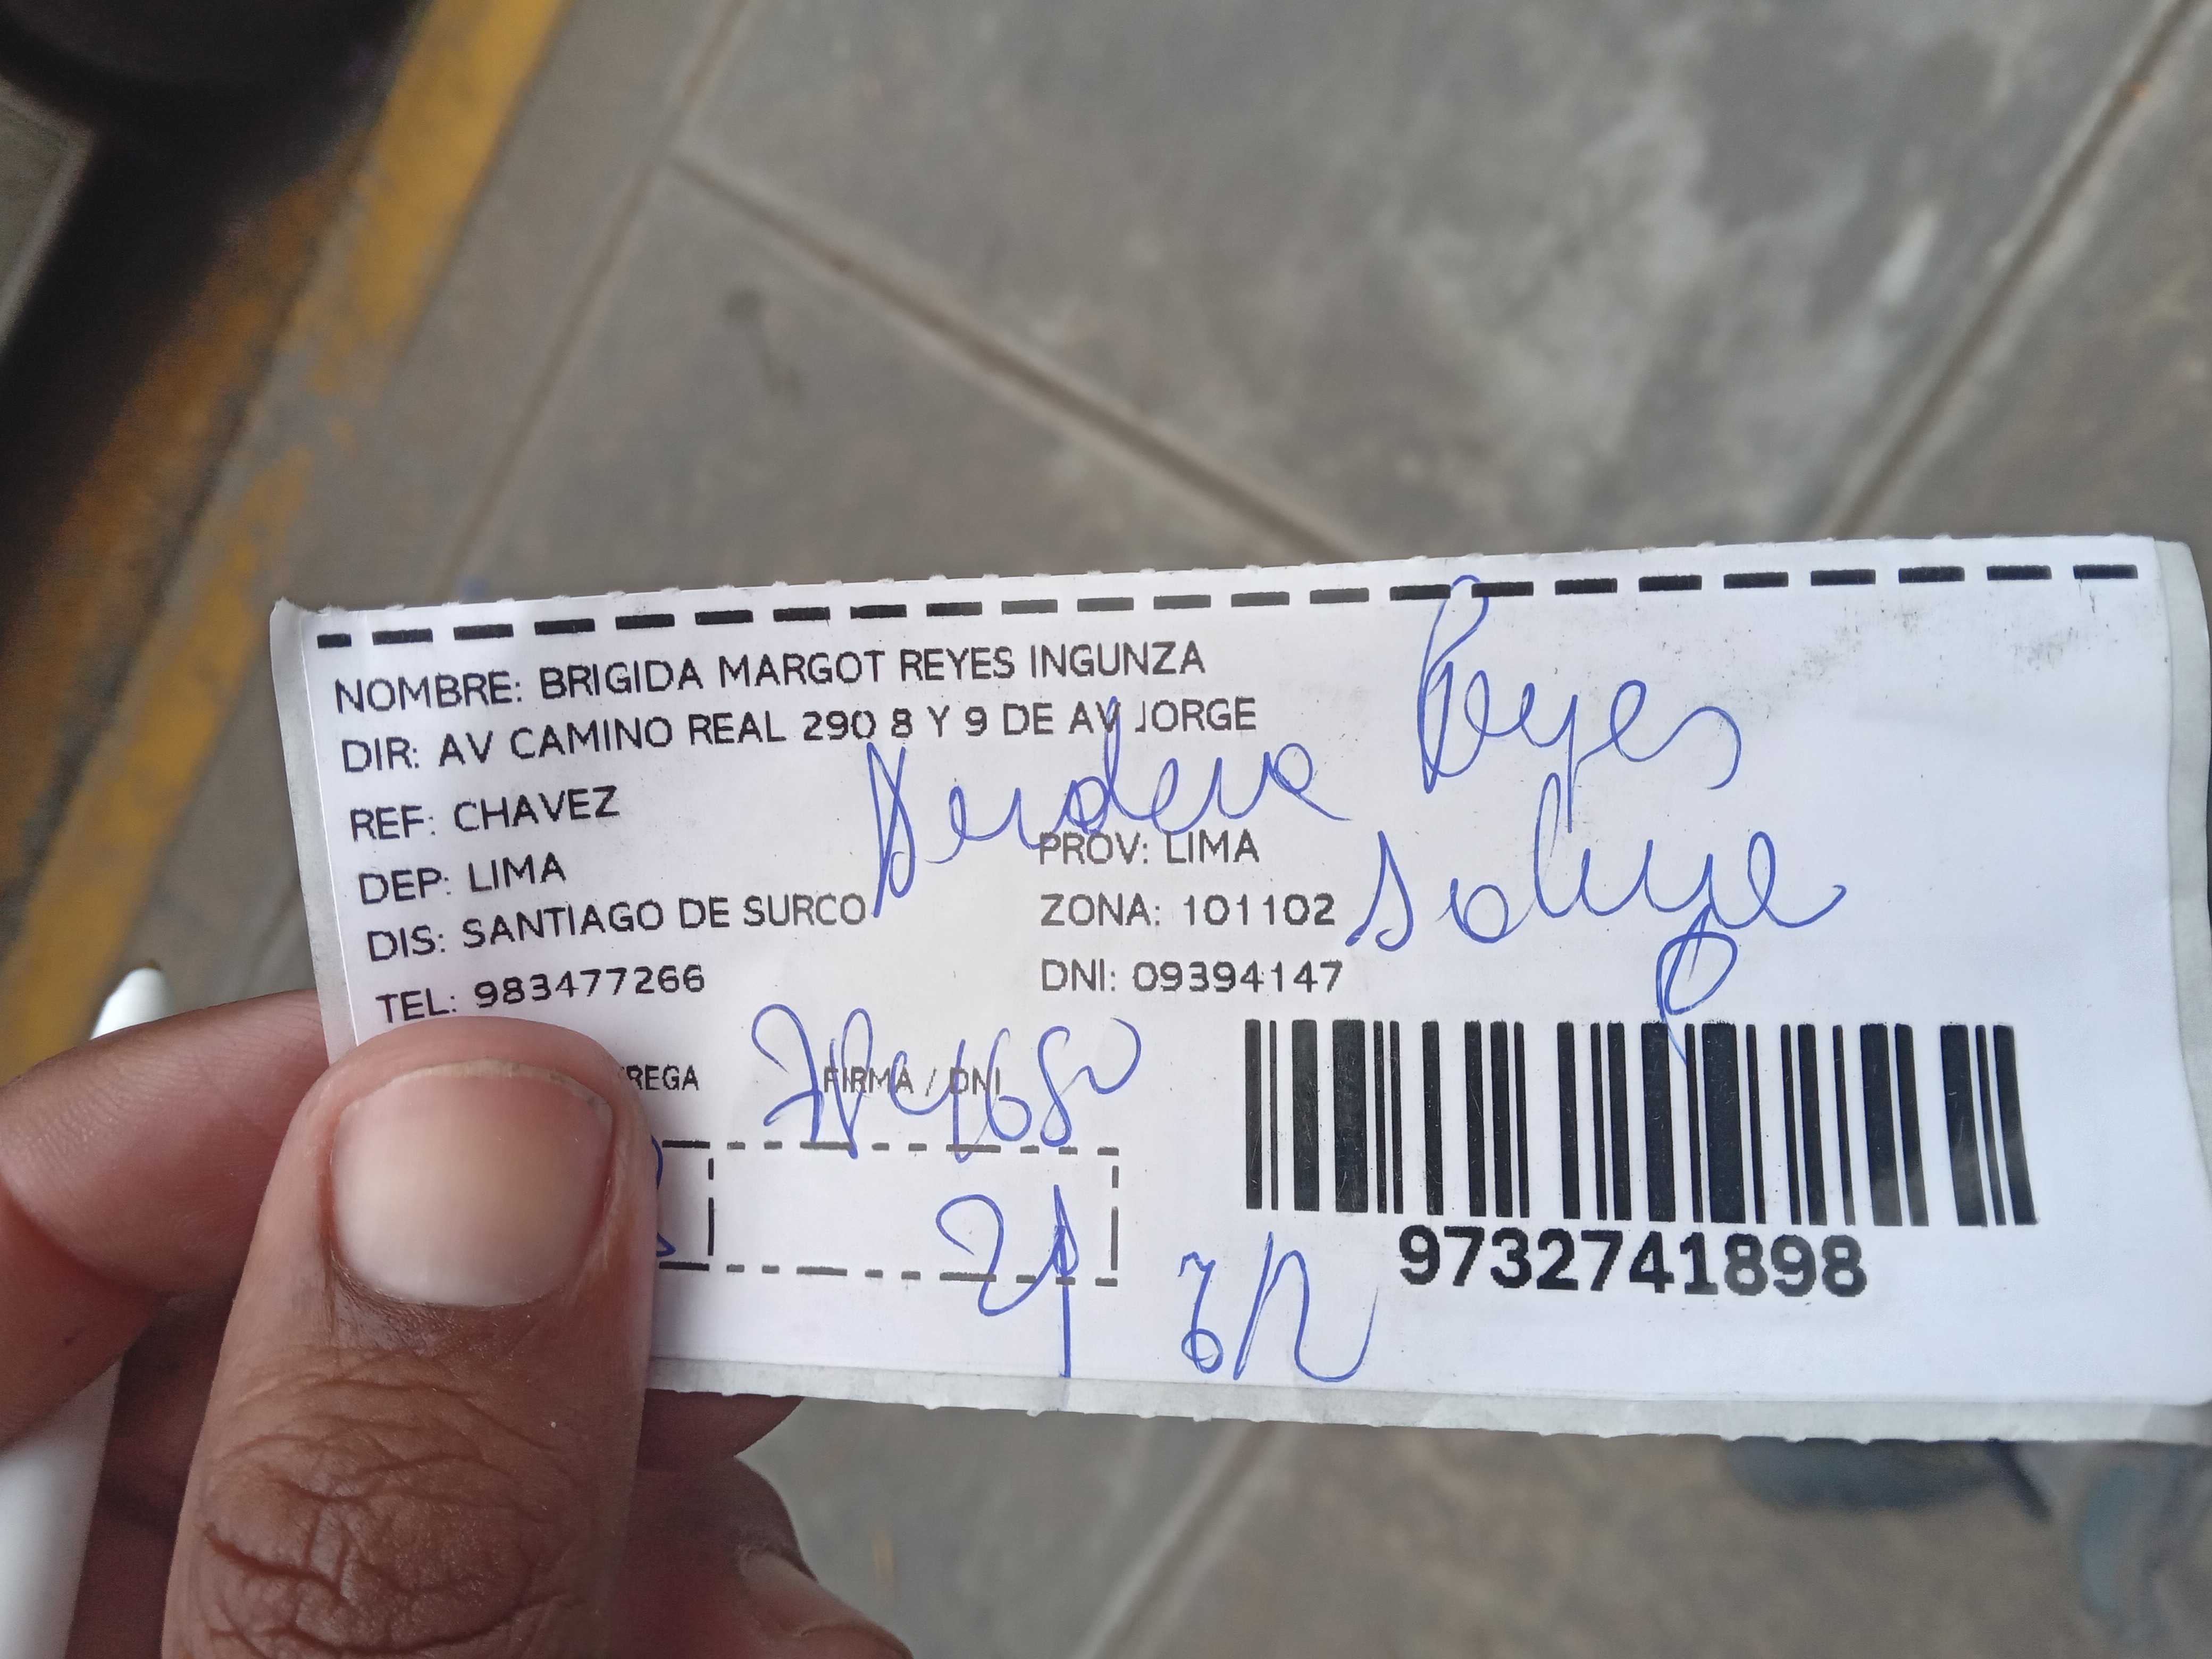 NOMBRE: BRIGIDA MARGOT REYES INGUNZA
DIR: AV CAMINO REAL 290 8 Y 9 DE AV JORGE
REF: CHAVEZ
DEP: LIMA
PROV: LIMA
DIS: SANTIAGO DE SURCO
ZONA: 101102
TEL: 983477266
DNI: 09394147
Reyes
REGA
FIRMA / DNI
9732741898